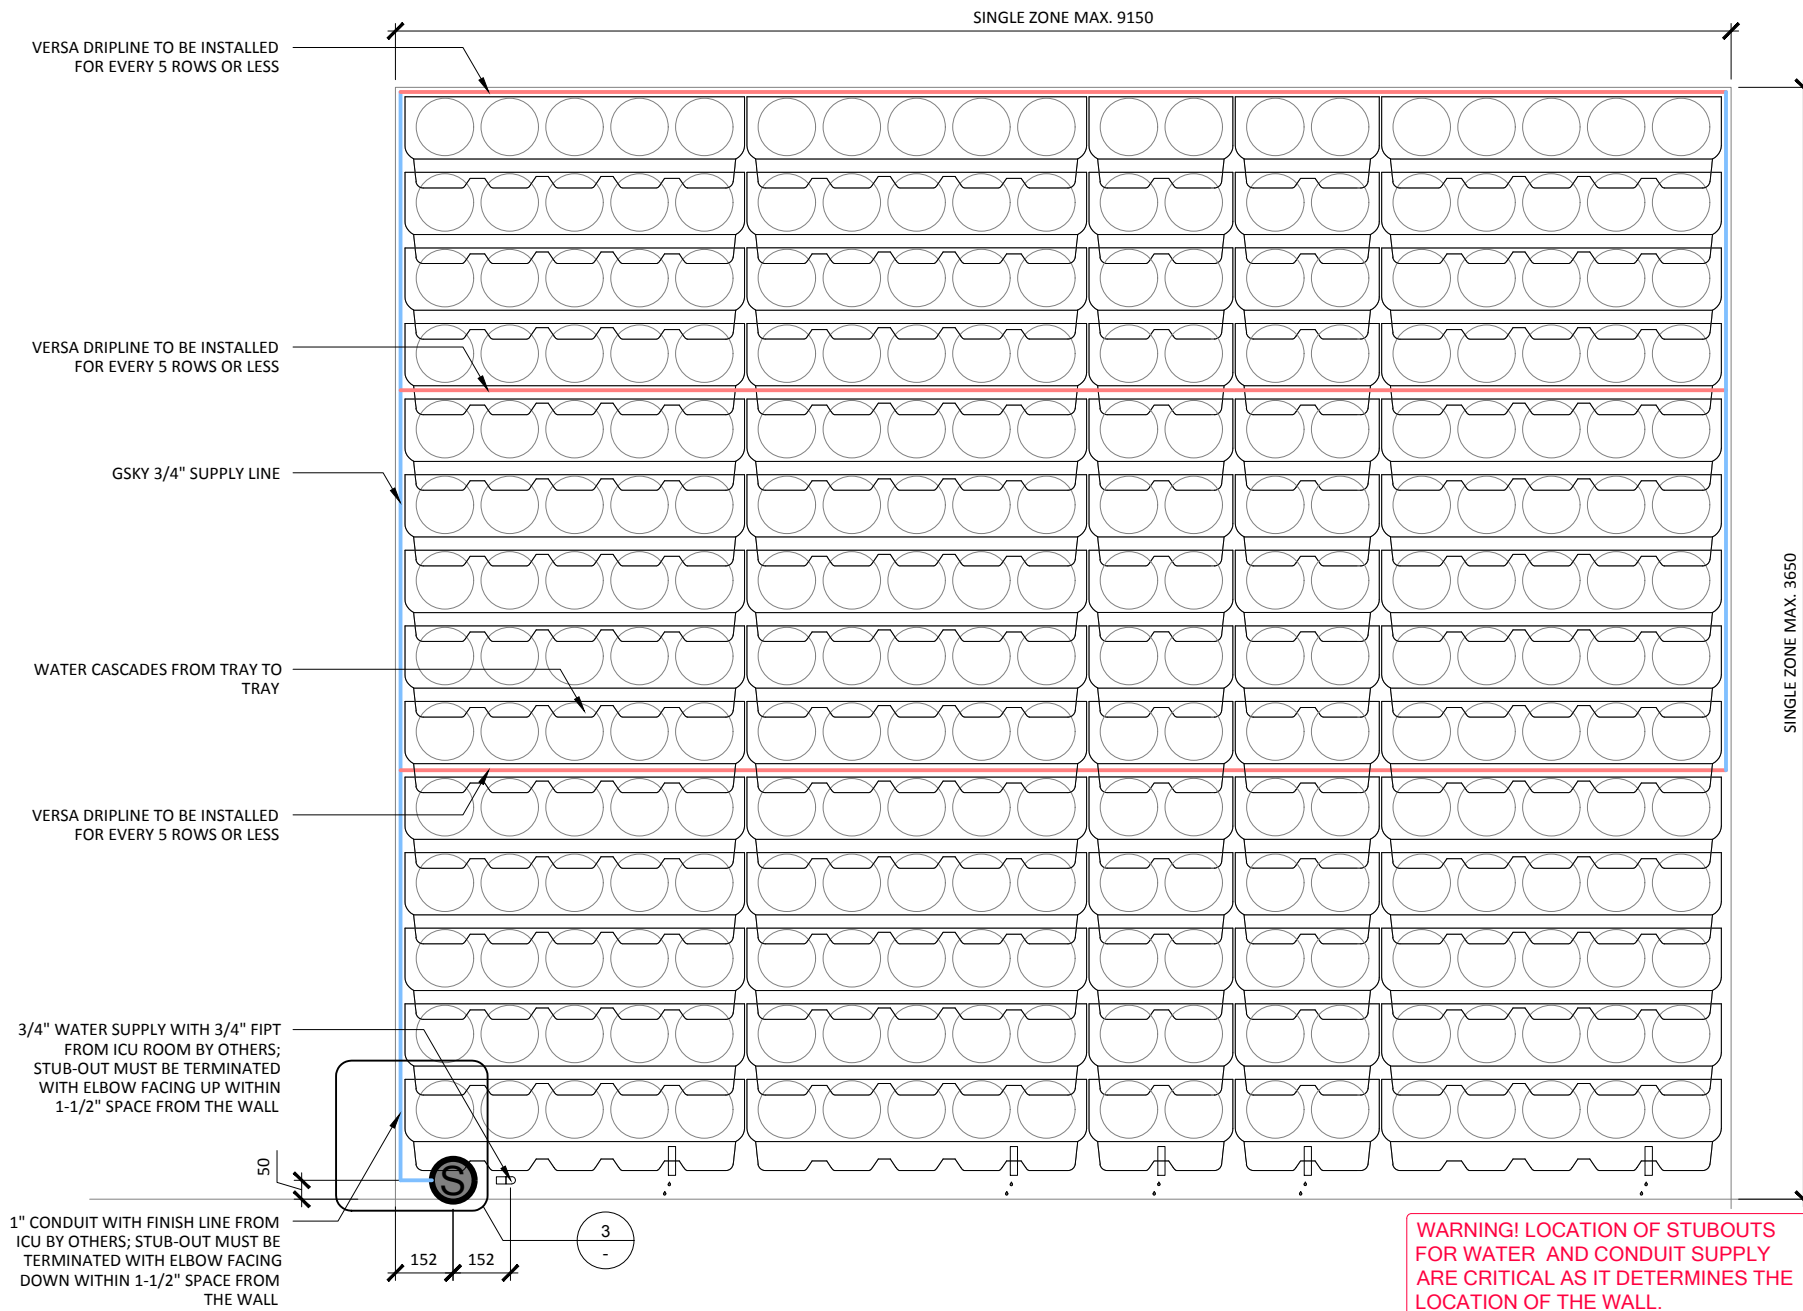 SINGLE ZONE MAX. 9150
VERSA DRIPLINE TO BE INSTALLED
FOR EVERY 5 ROWS OR LESS
VERSA DRIPLINE TO BE INSTALLED
FOR EVERY 5 ROWS OR LESS
GSKY 3/4" SUPPLY LINE
SINGLE ZONE MAX. 3650
WATER CASCADES FROM TRAY TO
TRAY
VERSA DRIPLINE TO BE INSTALLED
FOR EVERY 5 ROWS OR LESS
3/4" WATER SUPPLY WITH 3/4" FIPT
FROM ICU ROOM BY OTHERS;
STUB-OUT MUST BE TERMINATED
WITH ELBOW FACING UP WITHIN
1-1/2" SPACE FROM THE WALL
50
S
1" CONDUIT WITH FINISH LINE FROM
ICU BY OTHERS; STUB-OUT MUST BE
TERMINATED WITH ELBOW FACING
DOWN WITHIN 1-1/2" SPACE FROM
THE WALL
152
152
3
-
WARNING! LOCATION OF STUBOUTS
FOR WATER AND CONDUIT SUPPLY
ARE CRITICAL AS IT DETERMINES THE
LOCATION OF THE WALL.